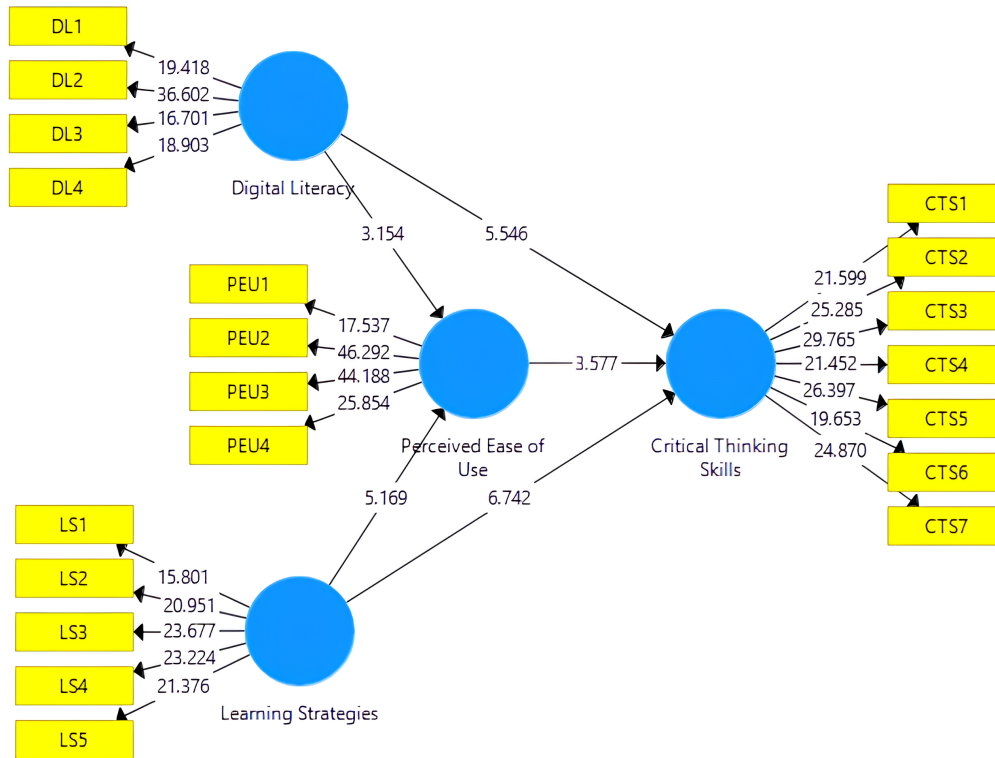 DL1
19.418
DL2
36.602
DL3
16.701
DL4
18.903
Digital Literacy
3.154
5.546
PEU1
17.537
PEU2
46.292
PEU3
44.188
PEU4
25.854
Perceived Ease of
Use
3.577
5.169
6.742
LS1
15.801
LS2
20.951
LS3
23.677
LS4
23.224
LS5
21.376
Learning Strategies
Critical Thinking
Skills
CTS1
21.599
CTS2
25.285
CTS3
29.765
CTS4
21.452
CTS5
26.397
CTS6
19.653
CTS7
24.870